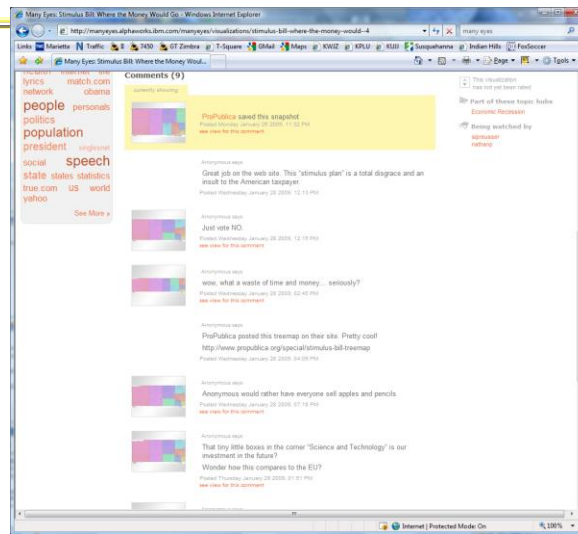 Many Eyes: Stimulus Bill: Where the Money Would Go - Windows Internet Explorer
http://manyeyes.alphaworks.ibm.com/manyeyes/visualizations/stimulus-bill-where-the-money-would--4
many eyes
Links Marietta Traffic 8 7450 GT Zimbra T-Square GMail Maps KWJZ KPLU KUJJ Susquehanna Indian Hills FoxSoccer
Many Eyes: Stimulus Bill: Where the Money Woul...
Page Tools
lyrics match.com
network obama
people personals
politics
population
president
social speech
state states statistics
true.com us world
yahoo
See More »
Comments (9)
currently showing
ProPublica saved this snapshot
Posted Wednesday January 28 2009, 11:52 PM
see view for this comment
Anonymous says:
Great job on the web site. This "stimulus plan" is a total disgrace and an
insult to the American taxpayer.
Posted Wednesday January 28 2009, 12:13 PM
Anonymous says:
Just vote NO.
Posted Wednesday January 28 2009, 12:15 PM
see view for this comment
Anonymous says:
wow, what a waste of time and money... seriously?
Posted Wednesday January 28 2009, 02:45 PM
see view for this comment
Anonymous says:
ProPublica posted this treemap on their site. Pretty cool!
http://www.propublica.org/special/stimulus-bill-treemap
Posted Wednesday January 28 2009, 04:09 PM
Anonymous says:
Anonymous would rather have everyone sell apples and pencils
Posted Wednesday January 28 2009, 07:19 PM
see view for this comment
Anonymous says:
That tiny little boxes in the corner "Science and Technology" is our
investment in the future?
Wonder how this compares to the EU?
Posted Thursday January 29 2009, 01:51 PM
see view for this comment
Anonymous says:
This visualization
has not yet been rated
Part of these topic hubs
Economic Recession
Being watched by
Internet | Protected Mode: On
100%